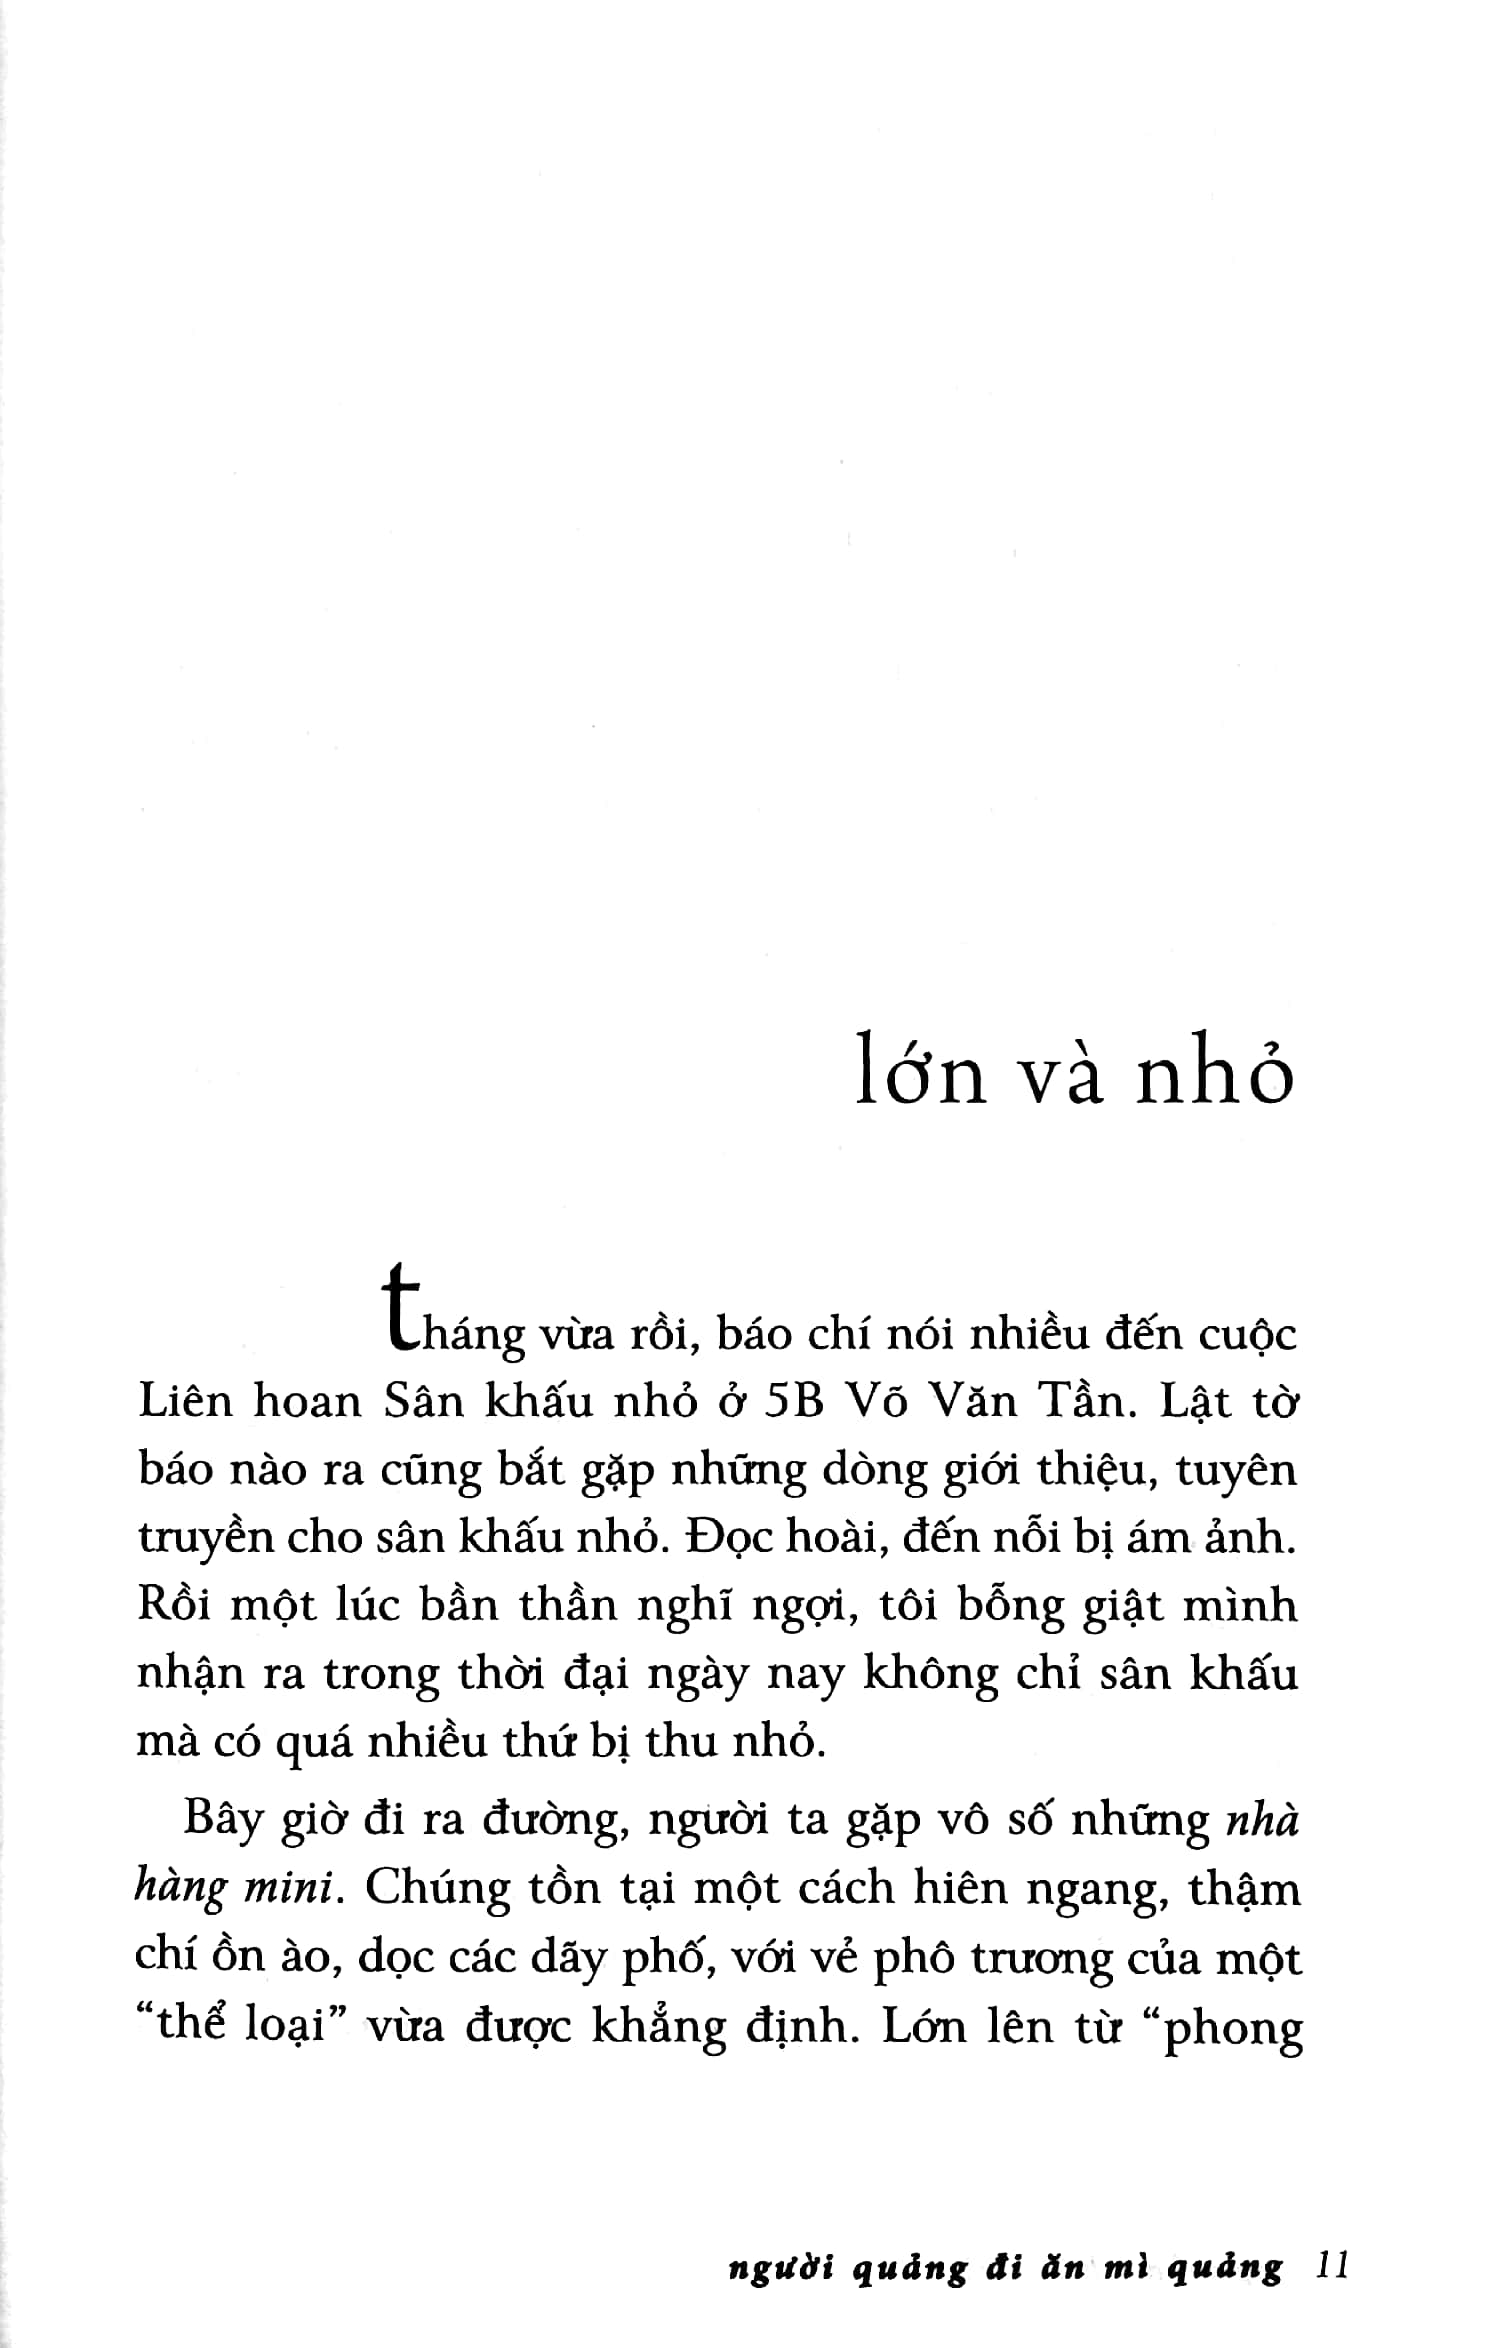 lớn và nhỏ
tháng vừa rồi, báo chí nói nhiều đến cuộc
Liên hoan Sân khấu nhỏ ở 5B Võ Văn Tần. Lật tờ
báo nào ra cũng bắt gặp những dòng giới thiệu, tuyên
truyền cho sân khấu nhỏ. Đọc hoài, đến nỗi bị ám ảnh.
Rồi một lúc bần thần nghĩ ngợi, tôi bỗng giật mình
nhận ra trong thời đại ngày nay không chỉ sân khấu
mà có quá nhiều thứ bị thu nhỏ.
Bây giờ đi ra đường, người ta gặp vô số những nhà
hàng mini. Chúng tồn tại một cách hiên ngang, thậm
chí ồn ào, dọc các dãy phố, với vẻ phô trương của một
“thể loại” vừa được khẳng định. Lớn lên từ “phong
người quảng đi ăn mì quảng 11